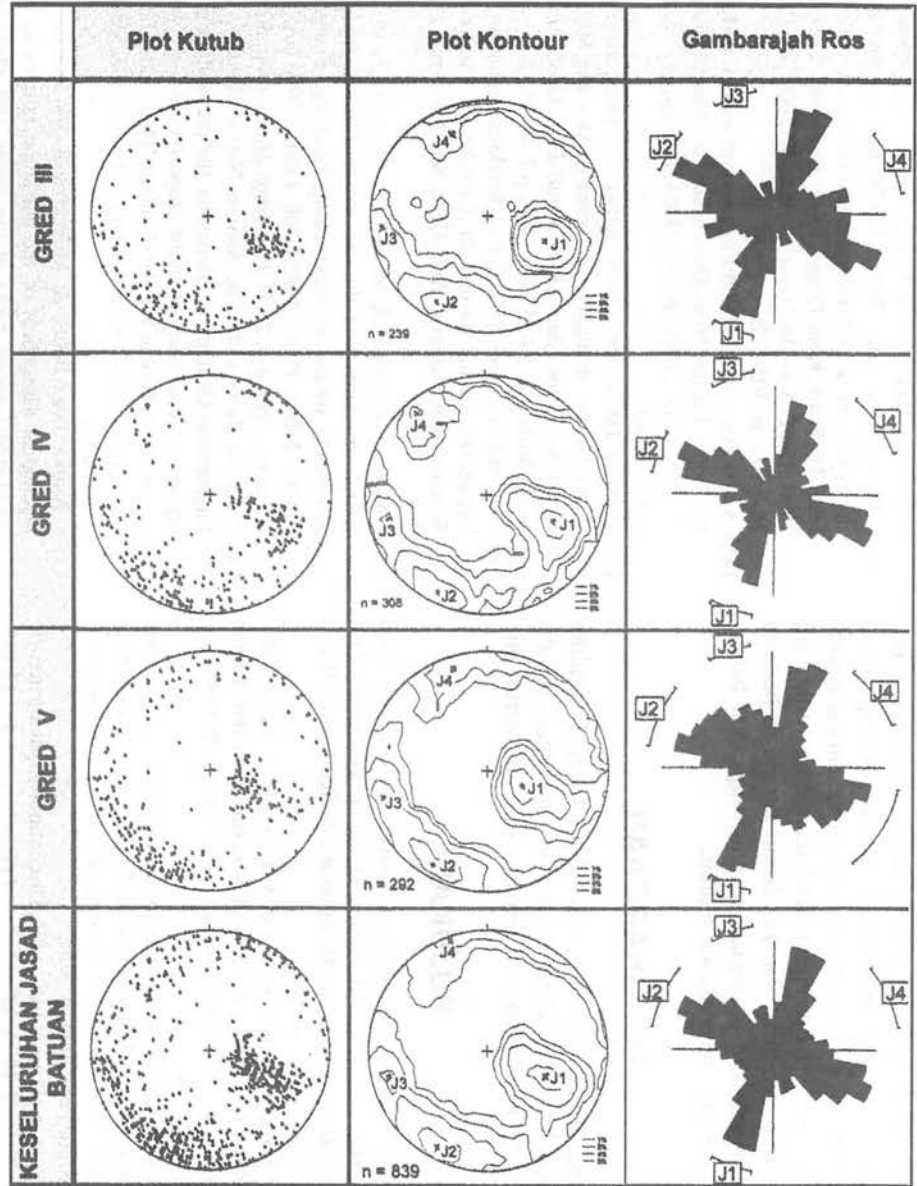 Plot Kutub
Plot Kontour
Gambarajah Ros
GRED III
J4
J3
J1
J2
n = 239
J3
J2
J4
J1
GRED IV
J4
J3
J1
J2
n = 308
J3
J2
J4
J1
GRED V
J4
J3
J1
J2
n = 292
J3
J2
J4
J1
KESELURUHAN JASAD
BATUAN
J4
J3
J1
J2
n = 839
J3
J2
J4
J1